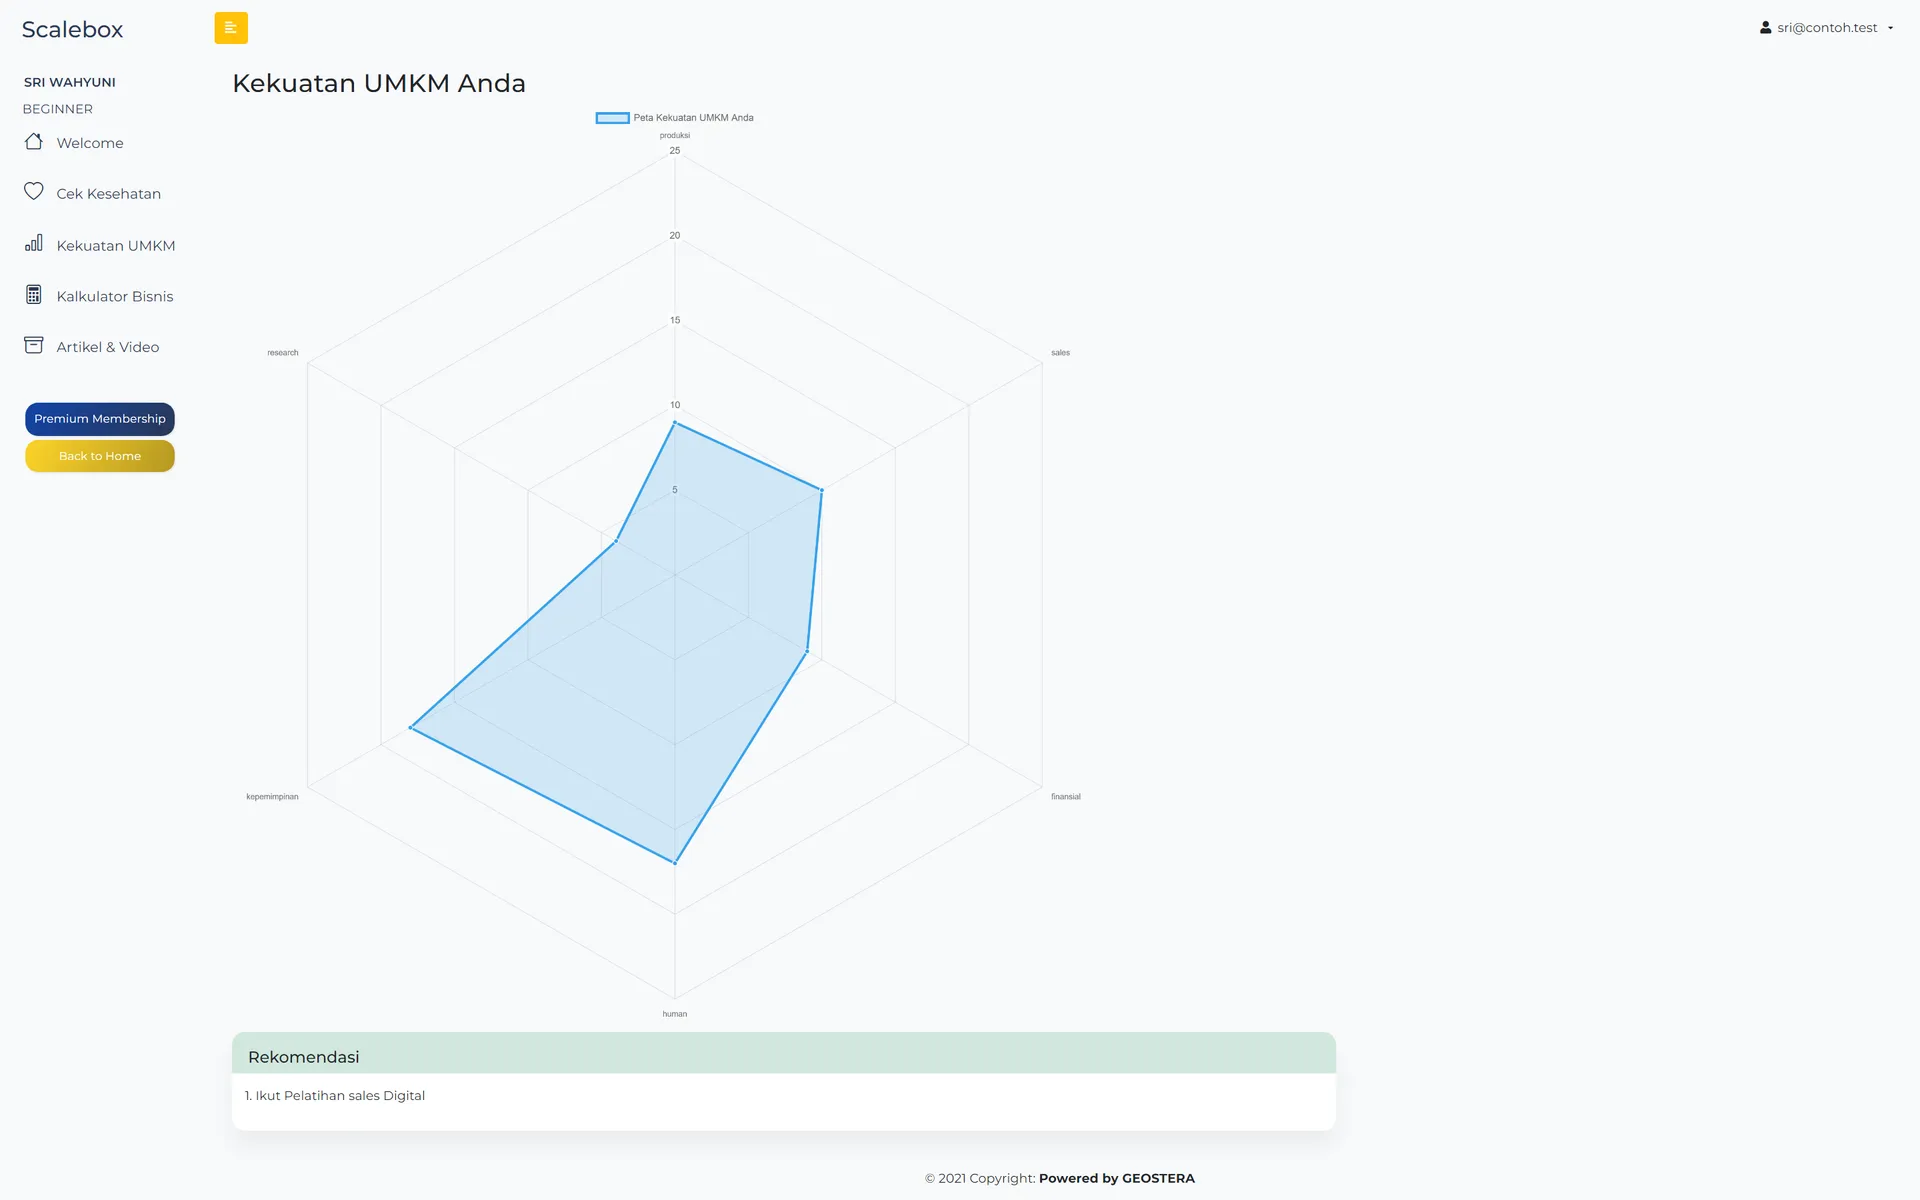 Scalebox
sri@contoh.test
SRI WAHYUNI
BEGINNER
Welcome
Cek Kesehatan
Kekuatan UMKM
Kalkulator Bisnis
Artikel & Video
Premium Membership
Back to Home
Kekuatan UMKM Anda
Peta Kekuatan UMKM Anda
produksi
25
20
15
10
5
research
sales
kepemimpinan
finansial
human
Rekomendasi
1. Ikut Pelatihan sales Digital
© 2021 Copyright: Powered by GEOSTERA